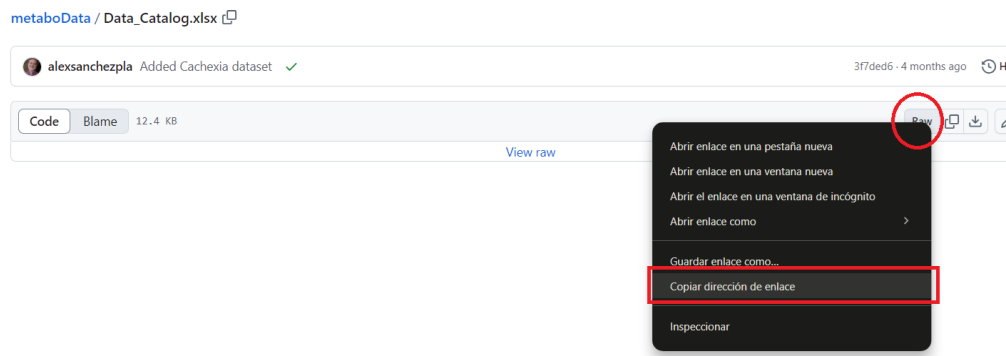 metaboData / Data_Catalog.xlsx
alexsanchezpla Added Cachexia dataset 3f7ded6 · 4 months ago H
Code Blame 12.4 KB Raw
View raw
Abrir enlace en una pestaña nueva
Abrir enlace en una ventana nueva
Abrir el enlace en una ventana de incógnito
Abrir enlace como
Guardar enlace como...
Copiar dirección de enlace
Inspeccionar